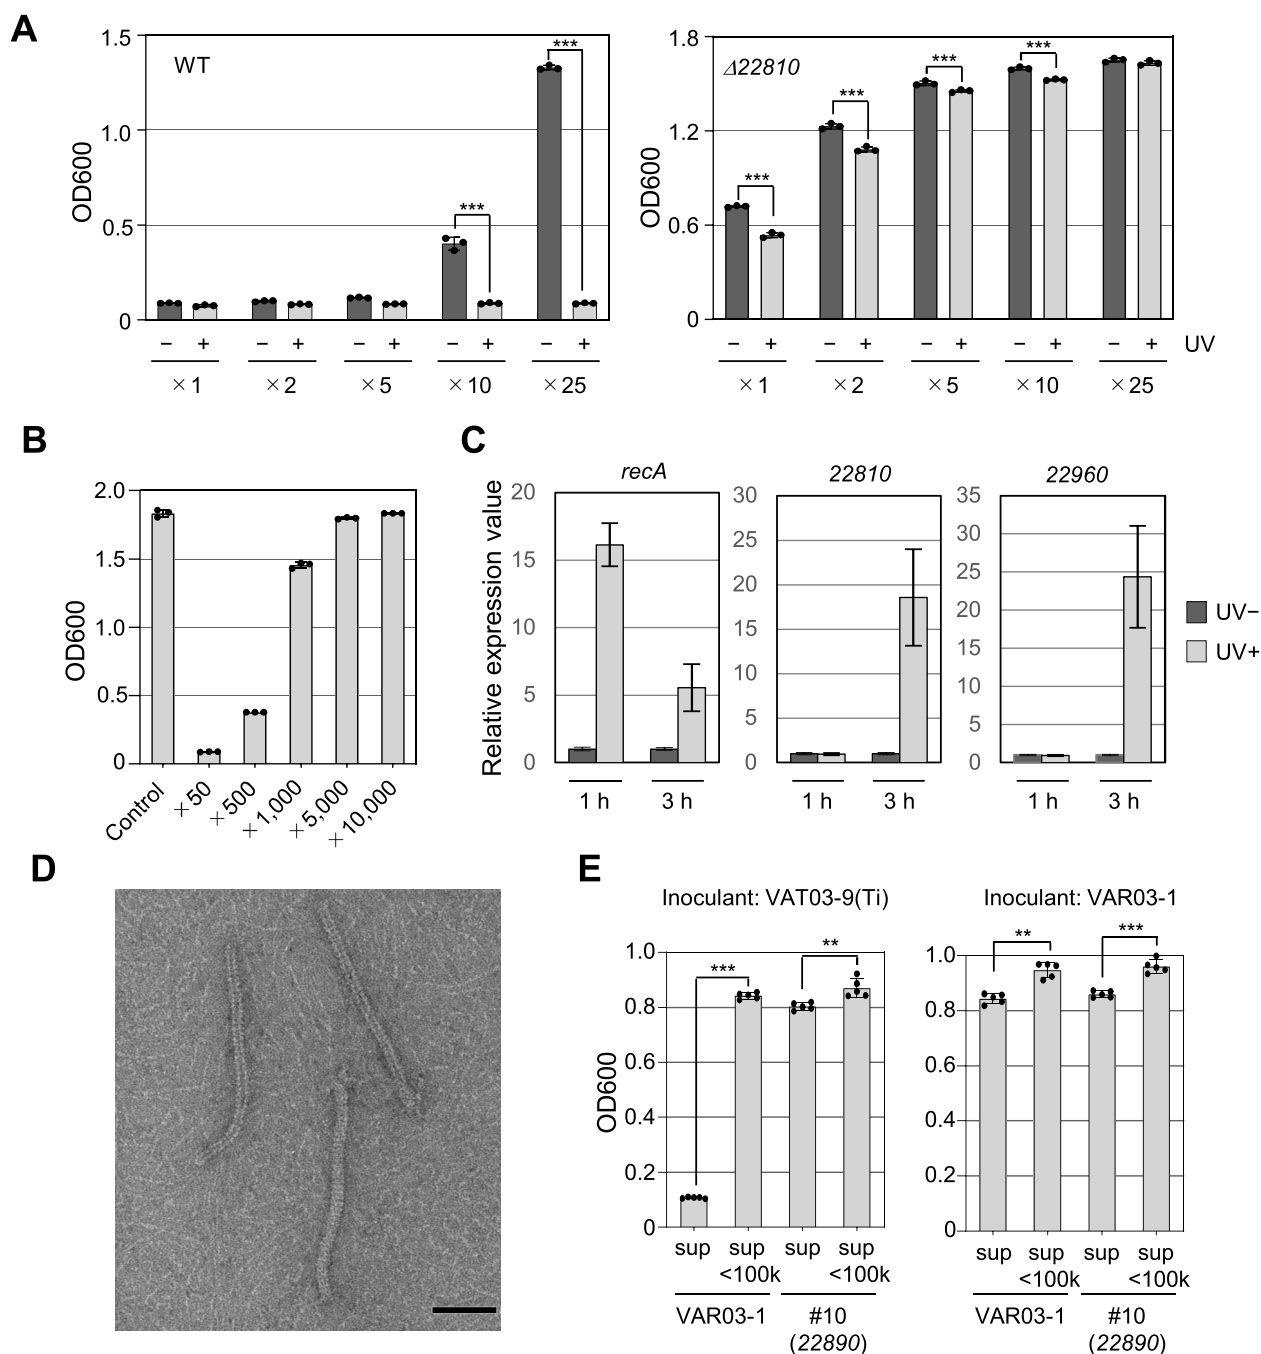 A
WT
Δ22810
OD600
1.5
1.0
0.5
0
***
***
− + − + − + − + − +
×1 ×2 ×5 ×10 ×25
OD600
1.8
1.2
0.6
0
***
***
***
***
− + − + − + − + − + UV
×1 ×2 ×5 ×10 ×25
B
OD600
2.0
1.5
1.0
0.5
0
Control ×50 ×500 ×1,000 ×5,000 ×10,000
C
recA 22810 22960
Relative expression value
20
15
10
5
0
1 h 3 h
30
25
20
15
10
5
0
1 h 3 h
35
30
25
20
15
10
5
0
1 h 3 h
UV−
UV+
D
E
Inoculant: VAT03-9(Ti)
OD600
1.0
0.8
0.6
0.4
0.2
0
***
**
sup sup sup sup
<100k <100k
VAR03-1 #10
(22890)
Inoculant: VAR03-1
1.0
0.8
0.6
0.4
0.2
0
**
***
sup sup sup sup
<100k <100k
VAR03-1 #10
(22890)